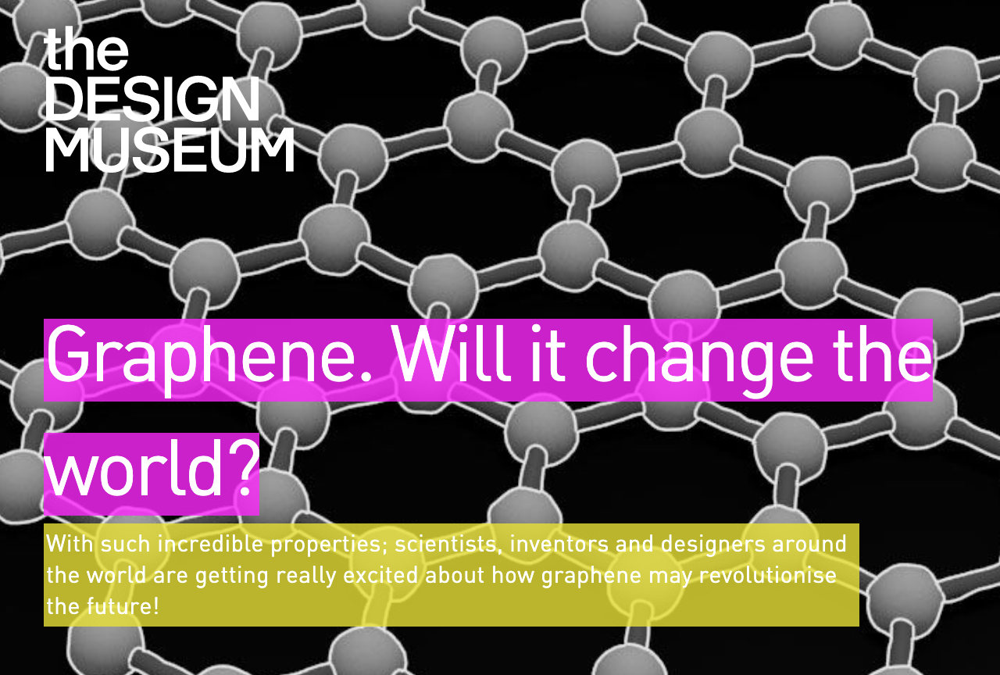 the
DESIGN
MUSEUM
Graphene. Will it change the
world?
With such incredible properties; scientists, inventors and designers around
the world are getting really excited about how graphene may revolutionise
the future!